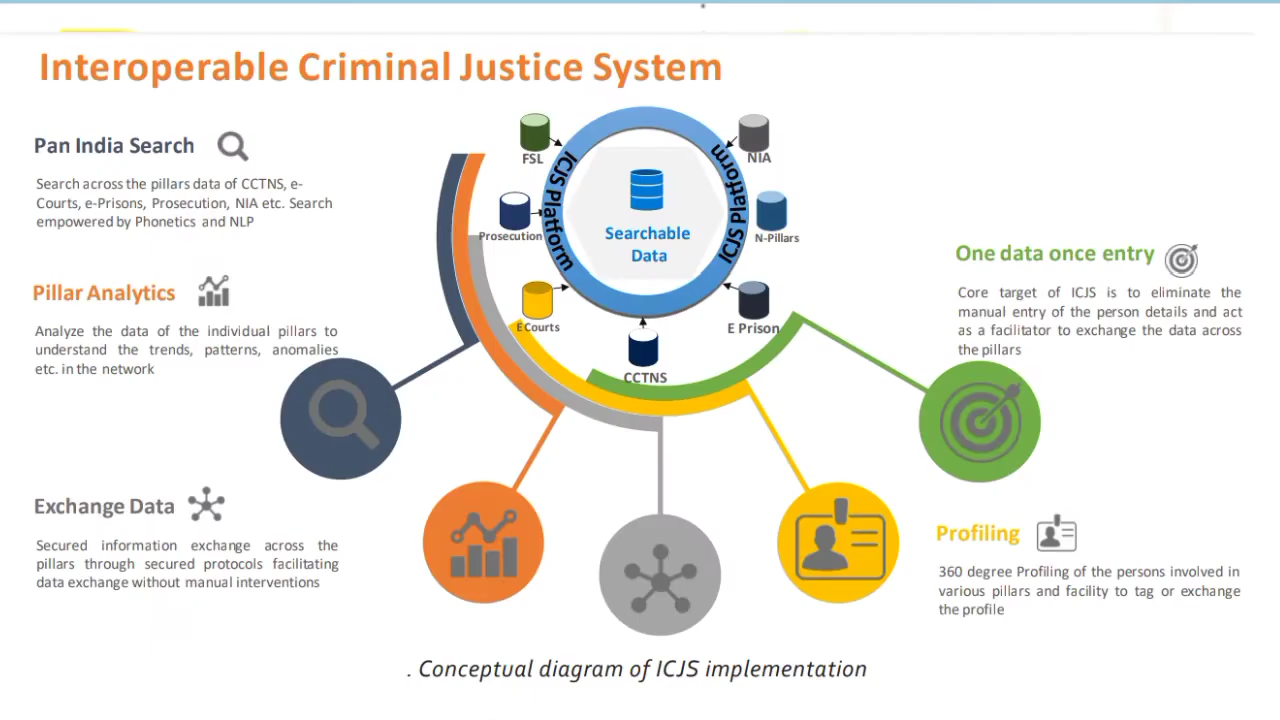 Interoperable Criminal Justice System
Pan India Search
Search across the pillars data of CCTNS, e-
Courts, e-Prisons, Prosecution, NIA etc. Search
empowered by Phonetics and NLP
Pillar Analytics
Analyze the data of the individual pillars to
understand the trends, patterns, anomalies
etc. in the network
Exchange Data
Secured information exchange across the
pillars through secured protocols facilitating
data exchange without manual interventions
FSL
NIA
ICJS Platform
ICJS Platform
Searchable
Data
Prosecution
N-Pillars
E Courts
E Prison
CCTNS
One data once entry
Core target of ICJS is to eliminate the
manual entry of the person details and act
as a facilitator to exchange the data across
the pillars
Profiling
360 degree Profiling of the persons involved in
various pillars and facility to tag or exchange
the profile
. Conceptual diagram of ICJS implementation